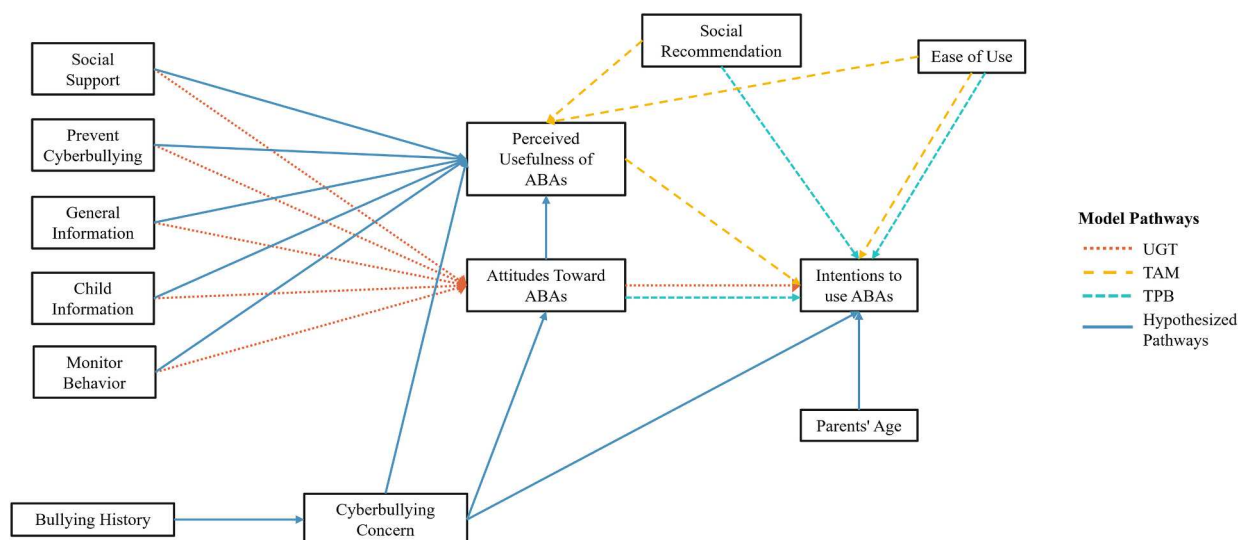 Social
Support
Prevent
Cyberbullying
General
Information
Child
Information
Monitor
Behavior
Bullying History
Cyberbullying
Concern
Perceived
Usefulness of
ABAs
Attitudes Toward
ABAs
Social
Recommendation
Ease of Use
Intentions to
use ABAs
Parents' Age
Model Pathways
UGT
TAM
TPB
Hypothesized
Pathways